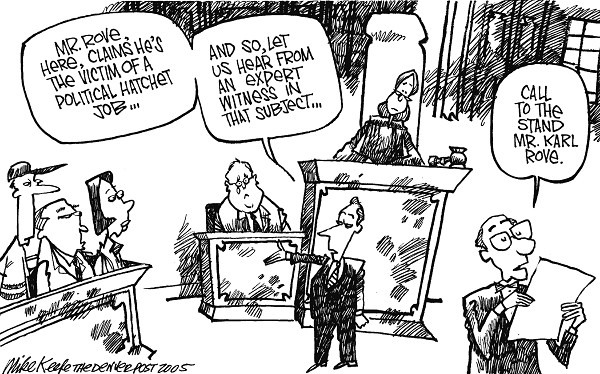 MR. ROVE,
HERE, CLAIMS HE'S
THE VICTIM OF A
POLITICAL HATCHET
JOB...
AND SO, LET
US HEAR FROM
AN EXPERT
WITNESS IN
THAT SUBJECT...
CALL
TO THE
STAND
MR. KARL
ROVE.
Mike Keefe THE DENVER POST 2005